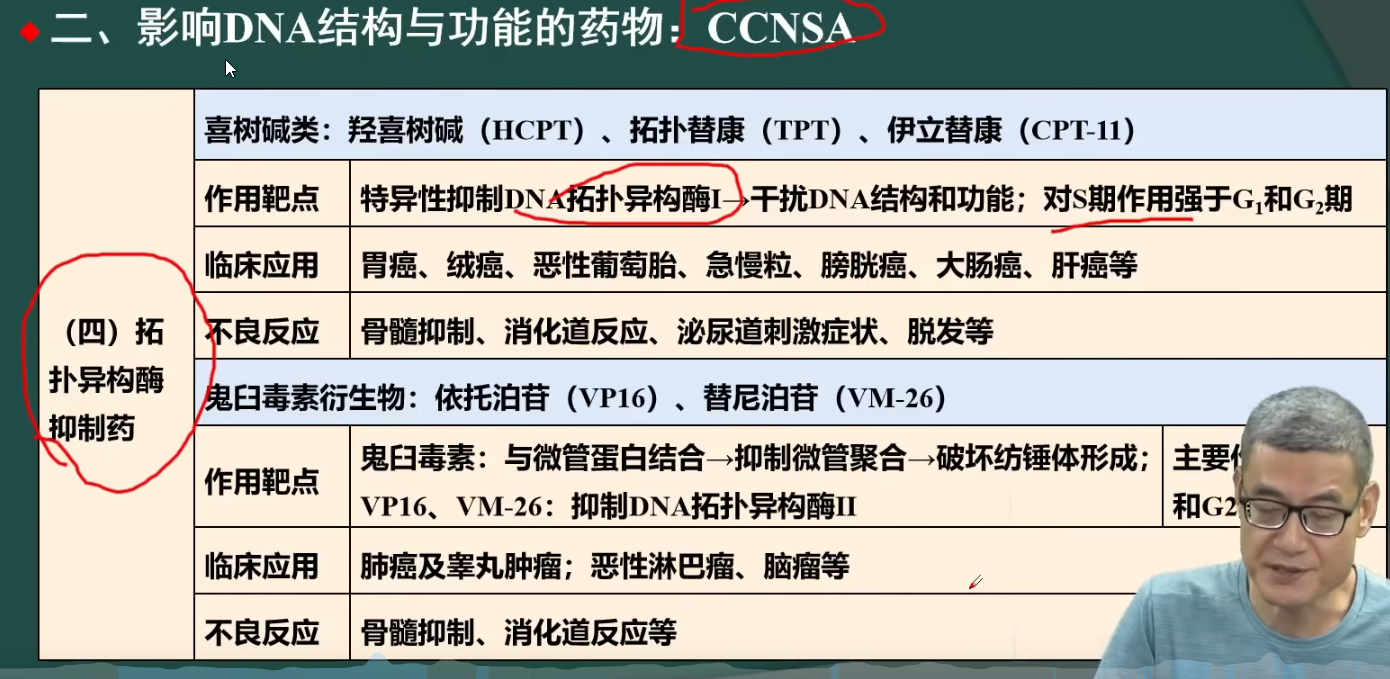 二、影响DNA结构与功能的药物：CCNSA
喜树碱类：羟喜树碱（HCPT）、拓扑替康（TPT）、伊立替康（CPT-11）
作用靶点 特异性抑制DNA拓扑异构酶I→干扰DNA结构和功能；对S期作用强于G₁和G₂期
临床应用 胃癌、绒癌、恶性葡萄胎、急慢粒、膀胱癌、大肠癌、肝癌等
（四）拓
扑异构酶
抑制药
不良反应 骨髓抑制、消化道反应、泌尿道刺激症状、脱发等
鬼臼毒素衍生物：依托泊苷（VP16）、替尼泊苷（VM-26）
作用靶点
鬼臼毒素：与微管蛋白结合→抑制微管聚合→破坏纺锤体形成；
VP16、VM-26：抑制DNA拓扑异构酶II
主要
和G2
临床应用 肺癌及睾丸肿瘤；恶性淋巴瘤、脑瘤等
不良反应 骨髓抑制、消化道反应等